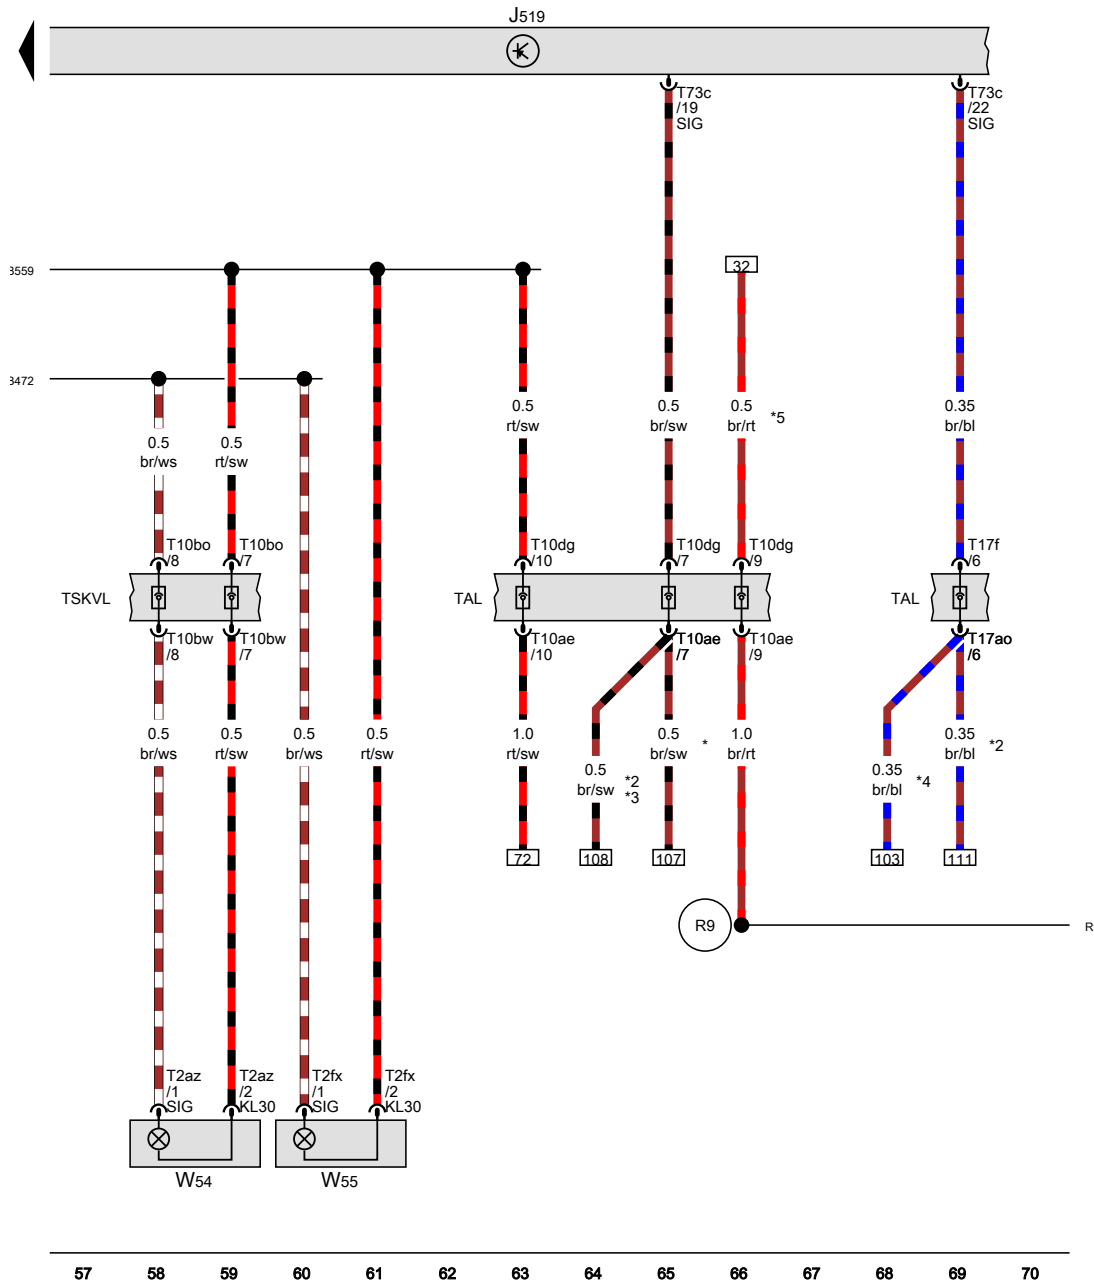 J519
T73c
/19
SIG
T73c
/22
SIG
32
3559
3472
0.5
rt/sw
0.5
br/sw
0.5
br/rt
*5
0.35
br/bl
0.5
br/ws
0.5
rt/sw
T10bo
/8
T10bo
/7
T10dg
/10
T10dg
/7
T10dg
/9
T17f
/6
TSKVL
TAL
TAL
T10bw
/8
T10bw
/7
T10ae
/10
T10ae
/7
T10ae
/9
T17ao
/6
0.5
br/ws
0.5
rt/sw
0.5
br/ws
0.5
rt/sw
1.0
rt/sw
0.5
br/sw
*
1.0
br/rt
0.35
br/bl
*2
0.5
br/sw
*2
*3
0.35
br/bl
*4
72
108
107
103
111
R9
R
T2az
/1
SIG
T2az
/2
KL30
T2fx
/1
SIG
T2fx
/2
KL30
W54
W55
57 58 59 60 61 62 63 64 65 66 67 68 69 70